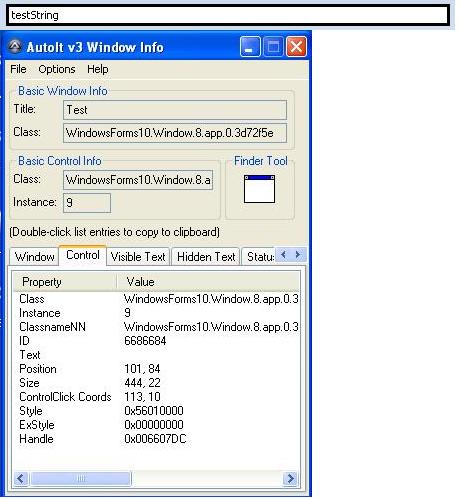 testString
AutoIt v3 Window Info
File Options Help
Basic Window Info
Title: Test
Class: WindowsForms10.Window.8.app.0.3d72f5e
Basic Control Info Finder Tool
Class: WindowsForms10.Window.8.a
Instance: 9
(Double-click list entries to copy to clipboard)
Window Control Visible Text Hidden Text Statu
Property Value
Class WindowsForms10.Window.8.app.0.3
Instance 9
ClassnameNN WindowsForms10.Window.8.app.0.3
ID 6686684
Text
Position 101, 84
Size 444, 22
ControlClick Coords 113, 10
Style 0x56010000
ExStyle 0x00000000
Handle 0x006607DC